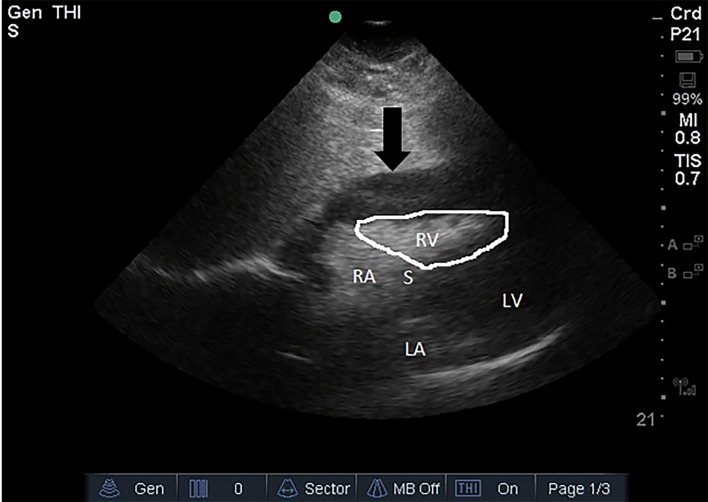 Gen THI
S
Crd
P21
99%
MI
0.8
TIS
0.7
A
B
RV
RA
S
LV
LA
21
Gen
0
Sector
MB Off
THI
On
Page 1/3